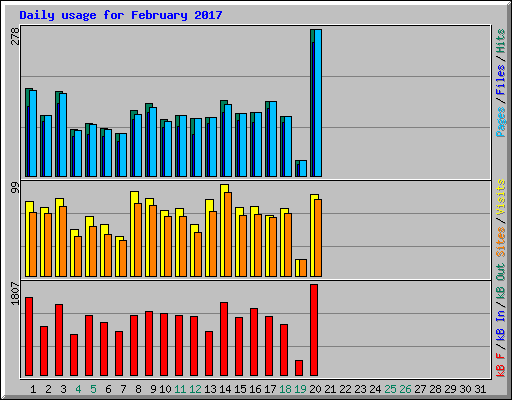 Daily usage for February 2017
278
Pages / Files / Hits
99
Sites / Visits
1807
kB F / kB In / kB Out
1 2 3 4 5 6 7 8 9 10 11 12 13 14 15 16 17 18 19 20 21 22 23 24 25 26 27 28 29 30 31